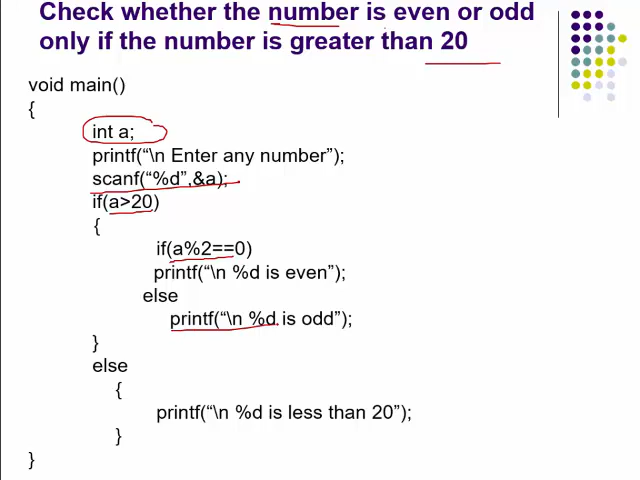 Check whether the number is even or odd
only if the number is greater than 20
void main()
{
int a;
printf(“\n Enter any number”);
scanf(“%d”,&a);
if(a>20)
{
if(a%2==0)
printf(“\n %d is even”);
else
printf(“\n %d is odd”);
}
else
{
printf(“\n %d is less than 20”);
}
}